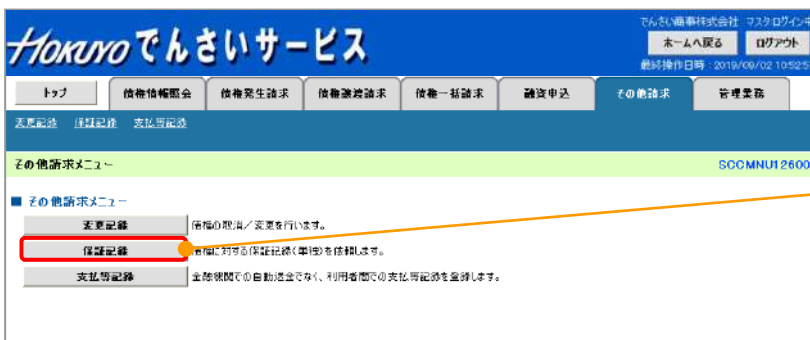 でんさい商事株式会社 マスタログイン中
Hokuyoでんさいサービス
ホームへ戻る ログアウト
最終操作日時：2019/09/02 10:52:5
トップ 債権情報照会 債権発生請求 債権譲渡請求 債権一括請求 融資申込 その他請求 管理業務
変更記録 保証記録 支払等記録
その他請求メニュー SCCMNU12600
■ その他請求メニュー
変更記録 債権の取消／変更を行います。
保証記録 債権に対する保証記録(単独)を依頼します。
支払等記録 金融機関での自動送金でなく、利用者間での支払等記録を登録します。